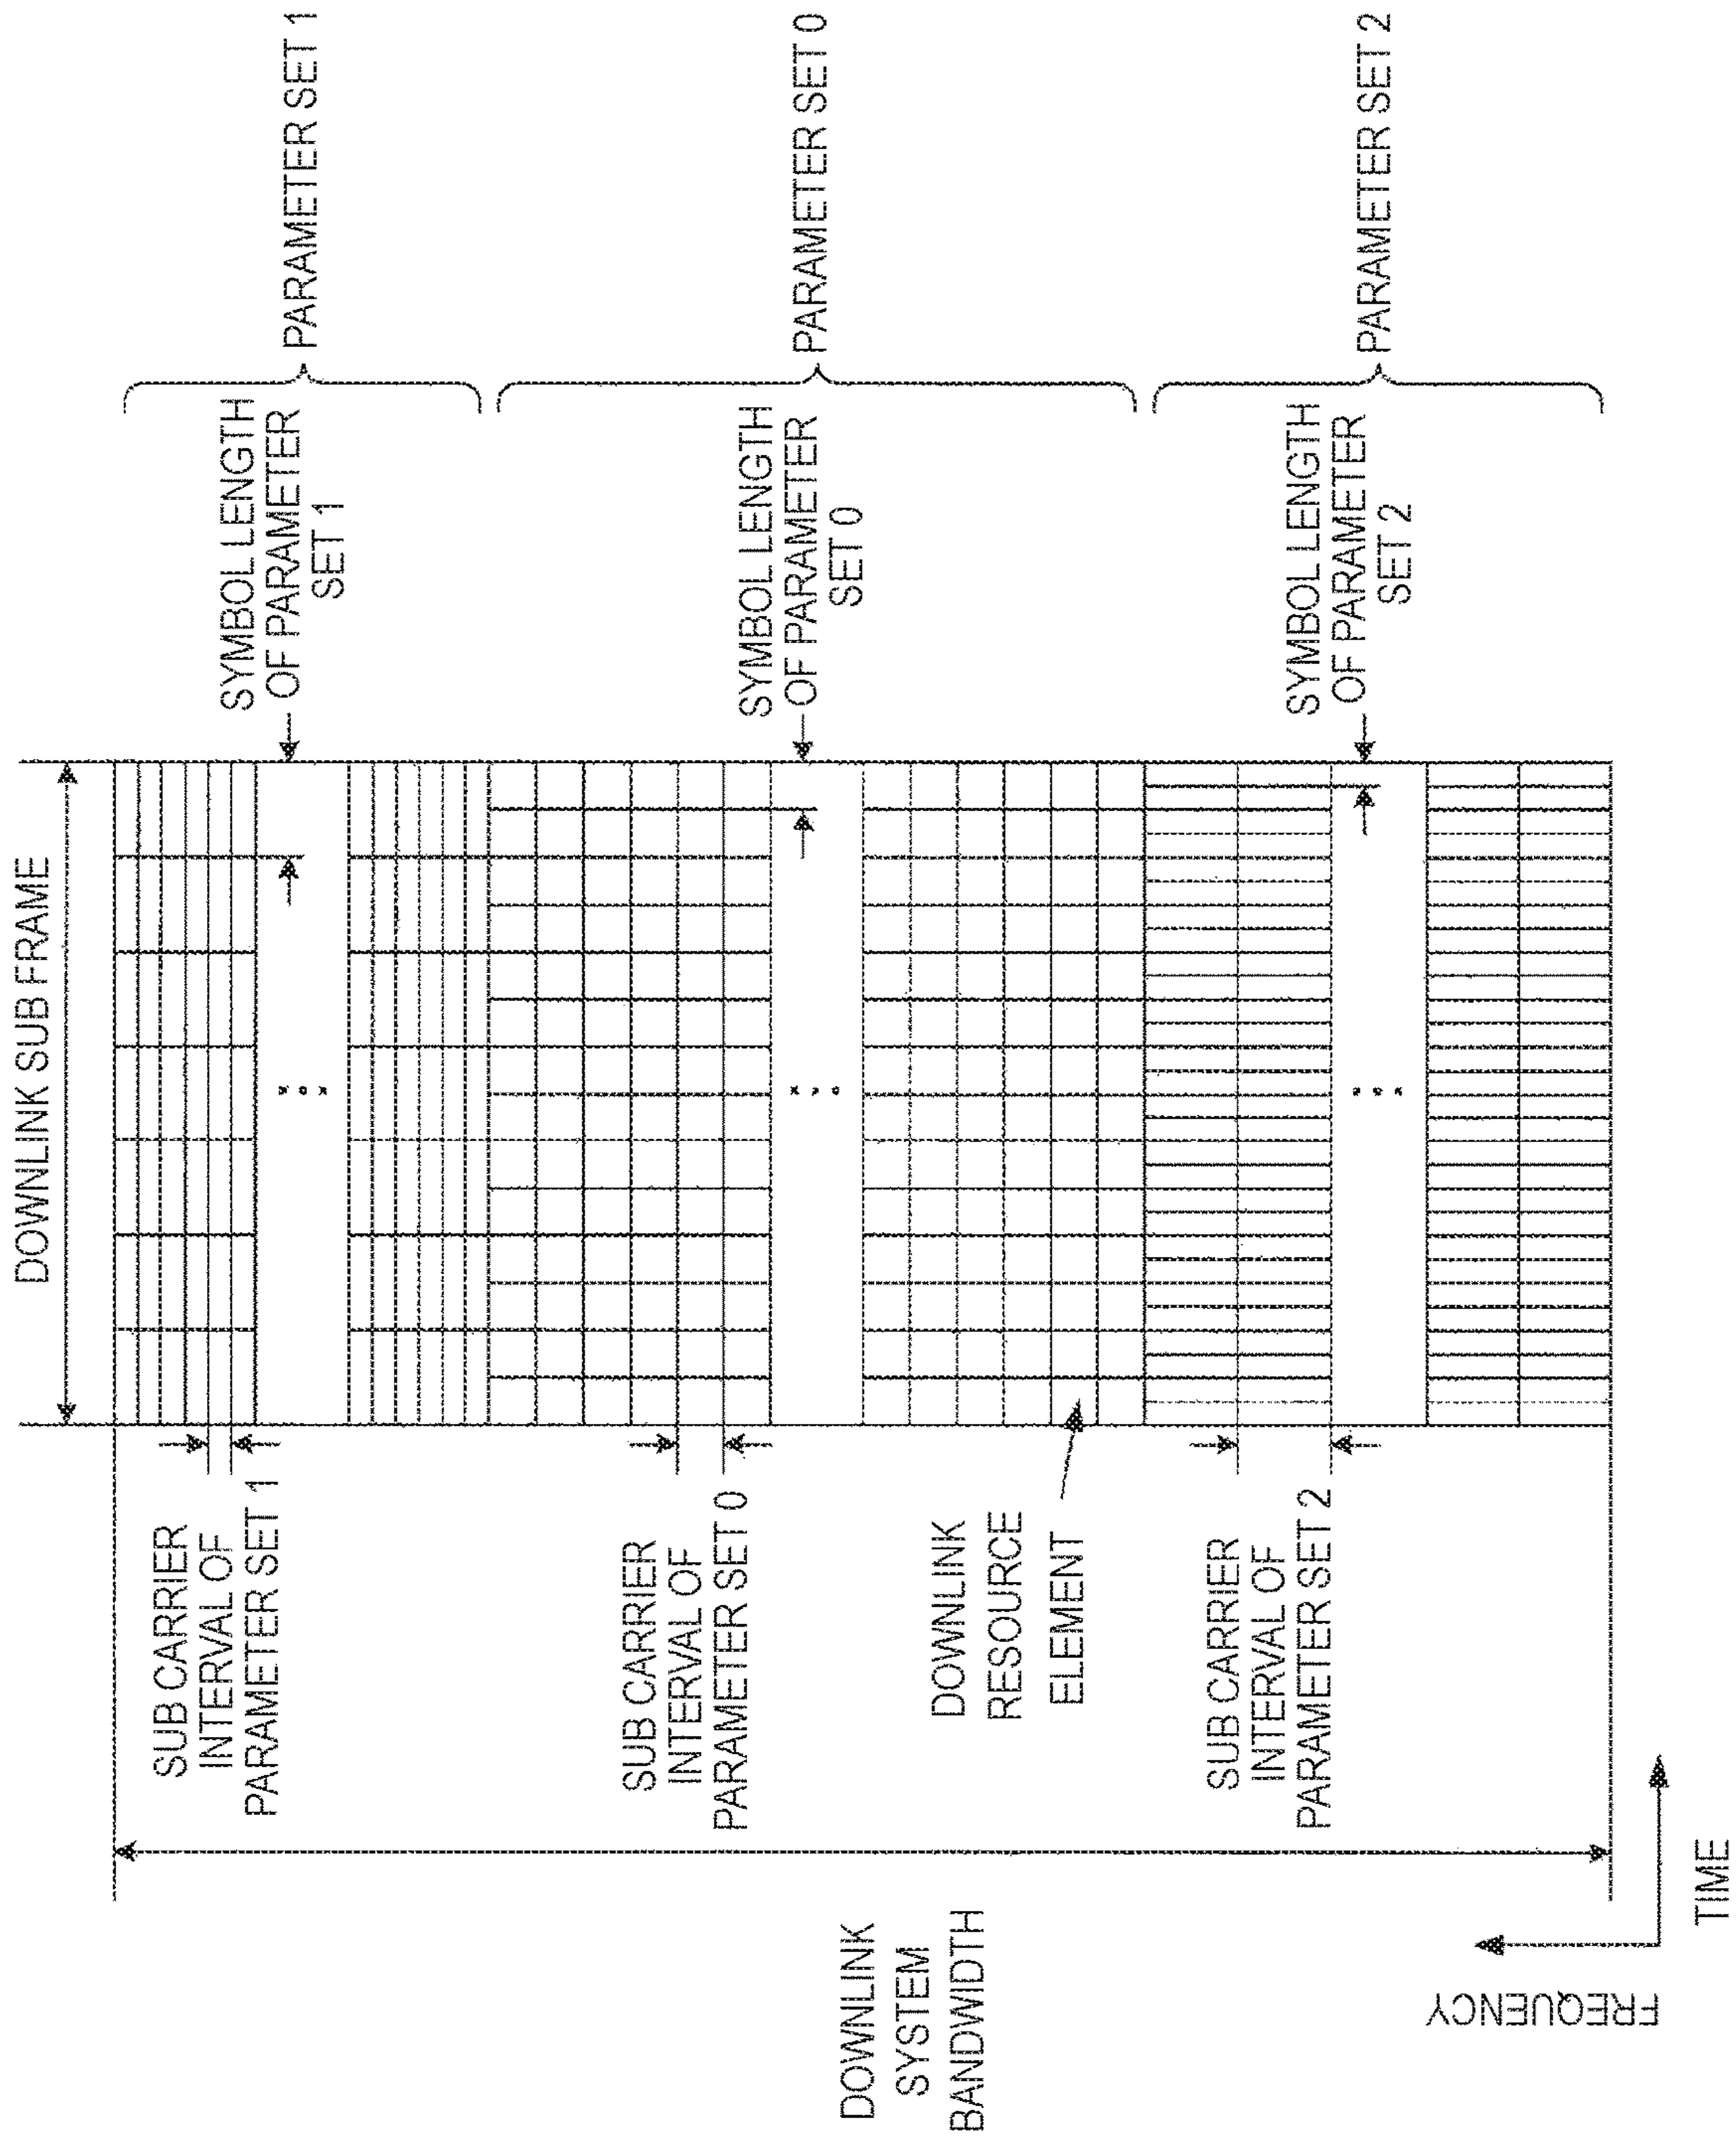 DOWNLINK SUB FRAME
SUB CARRIER
INTERVAL OF
PARAMETER SET 1
SYMBOL LENGTH
OF PARAMETER
SET 1
PARAMETER SET 1
SUB CARRIER
INTERVAL OF
PARAMETER SET 0
SYMBOL LENGTH
OF PARAMETER
SET 0
PARAMETER SET 0
DOWNLINK
SYSTEM
BANDWIDTH
DOWNLINK
RESOURCE
ELEMENT
SUB CARRIER
INTERVAL OF
PARAMETER SET 2
SYMBOL LENGTH
OF PARAMETER
SET 2
PARAMETER SET 2
FREQUENCY
TIME